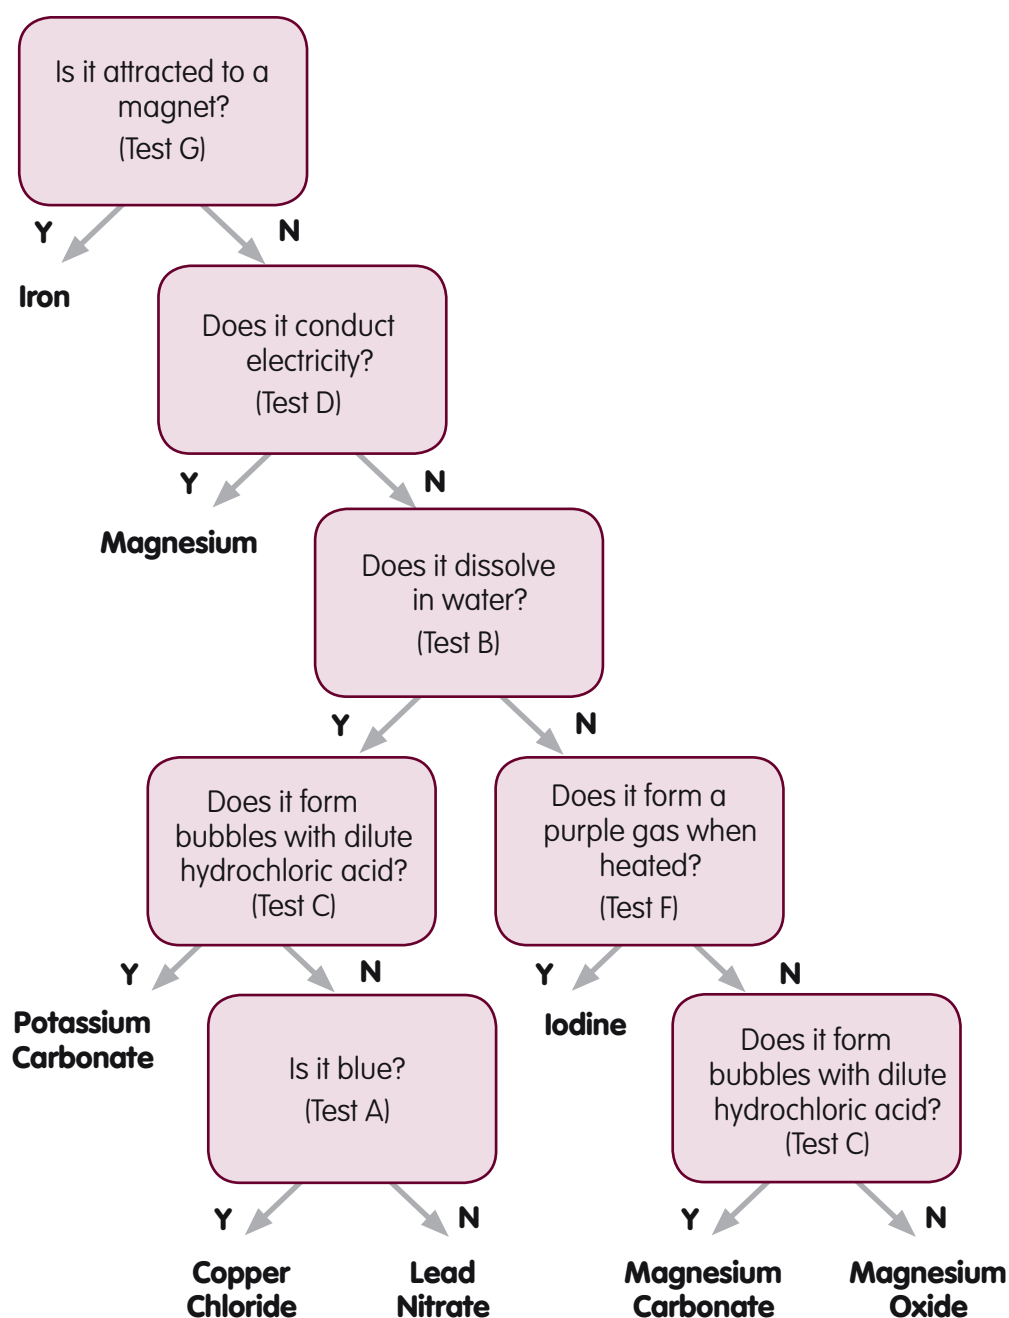 Is it attracted to a
magnet?
(Test G)
Y
N
Iron
Does it conduct
electricity?
(Test D)
Y
N
Magnesium
Does it dissolve
in water?
(Test B)
Y
N
Does it form
bubbles with dilute
hydrochloric acid?
(Test C)
Does it form a
purple gas when
heated?
(Test F)
Y
N
Y
N
Potassium
Carbonate
Iodine
Is it blue?
(Test A)
Does it form
bubbles with dilute
hydrochloric acid?
(Test C)
Y
N
Y
N
Copper
Chloride
Lead
Nitrate
Magnesium
Carbonate
Magnesium
Oxide